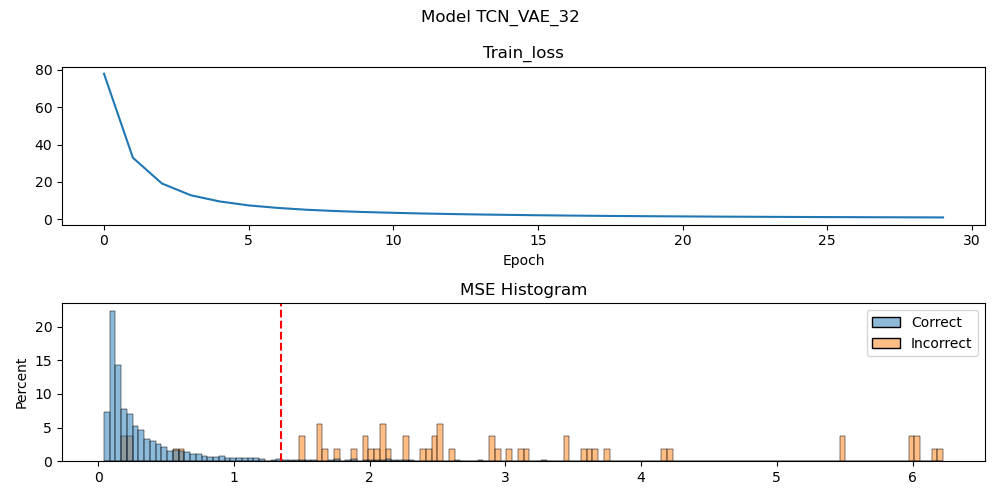 Model TCN_VAE_32
Train_loss
80
60
40
20
0
0 5 10 15 20 25 30
Epoch
MSE Histogram
Percent
20
15
10
5
0
Correct
Incorrect
0 1 2 3 4 5 6